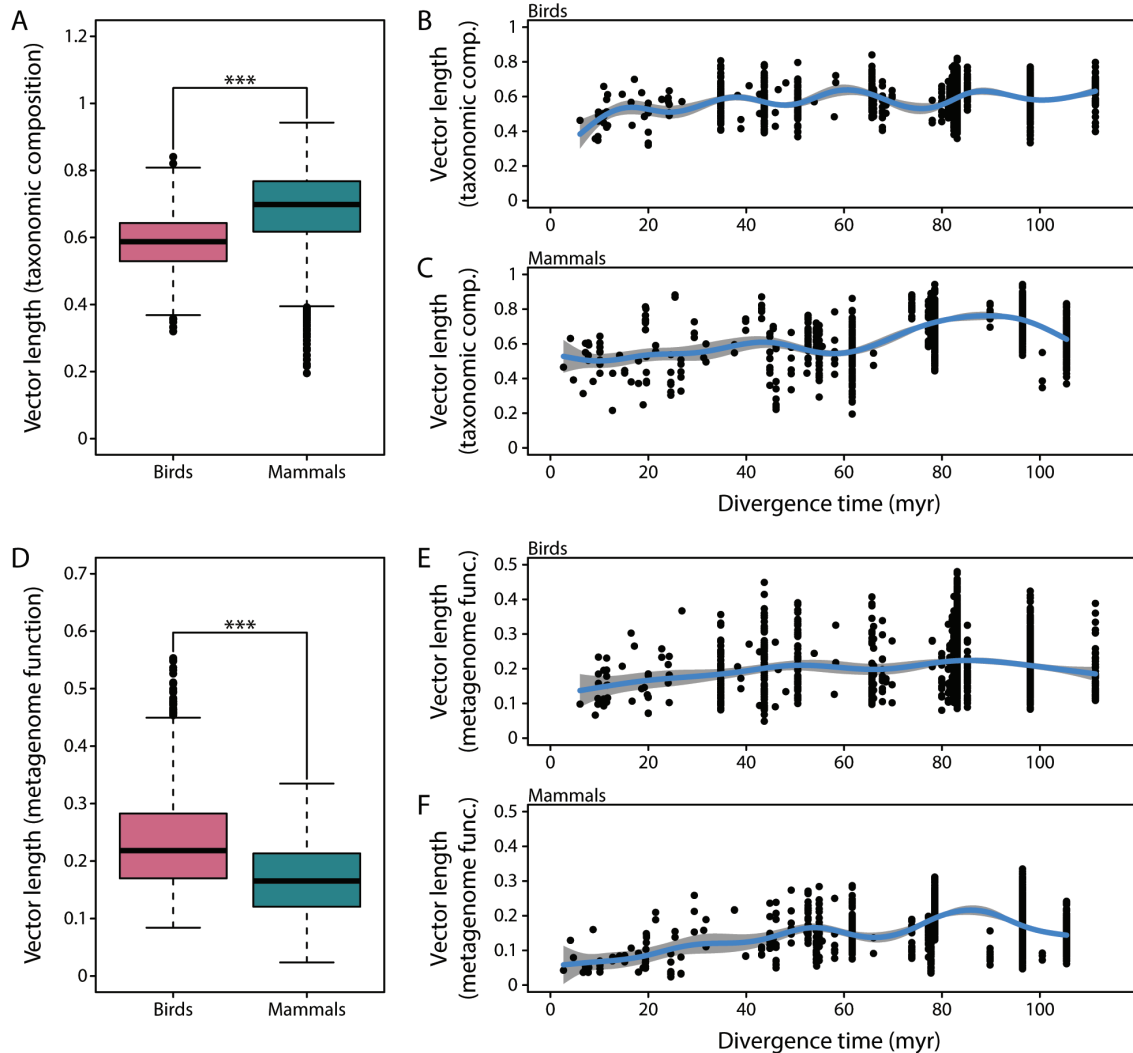 A
Vector length (taxonomic composition)
1.2
1
0.8
0.6
0.4
0.2
0
***
Birds
Mammals
B
Birds
Vector length
(taxonomic comp.)
1
0.8
0.6
0.4
0.2
0
0
20
40
60
80
100
C
Mammals
Vector length
(taxonomic comp.)
1
0.8
0.6
0.4
0.2
0
0
20
40
60
80
100
Divergence time (myr)
D
Vector length (metagenome function)
0.7
0.6
0.5
0.4
0.3
0.2
0.1
0
***
Birds
Mammals
E
Birds
Vector length
(metagenome func.)
0.5
0.4
0.3
0.2
0.1
0
0
20
40
60
80
100
F
Mammals
Vector length
(metagenome func.)
0.5
0.4
0.3
0.2
0.1
0
0
20
40
60
80
100
Divergence time (myr)